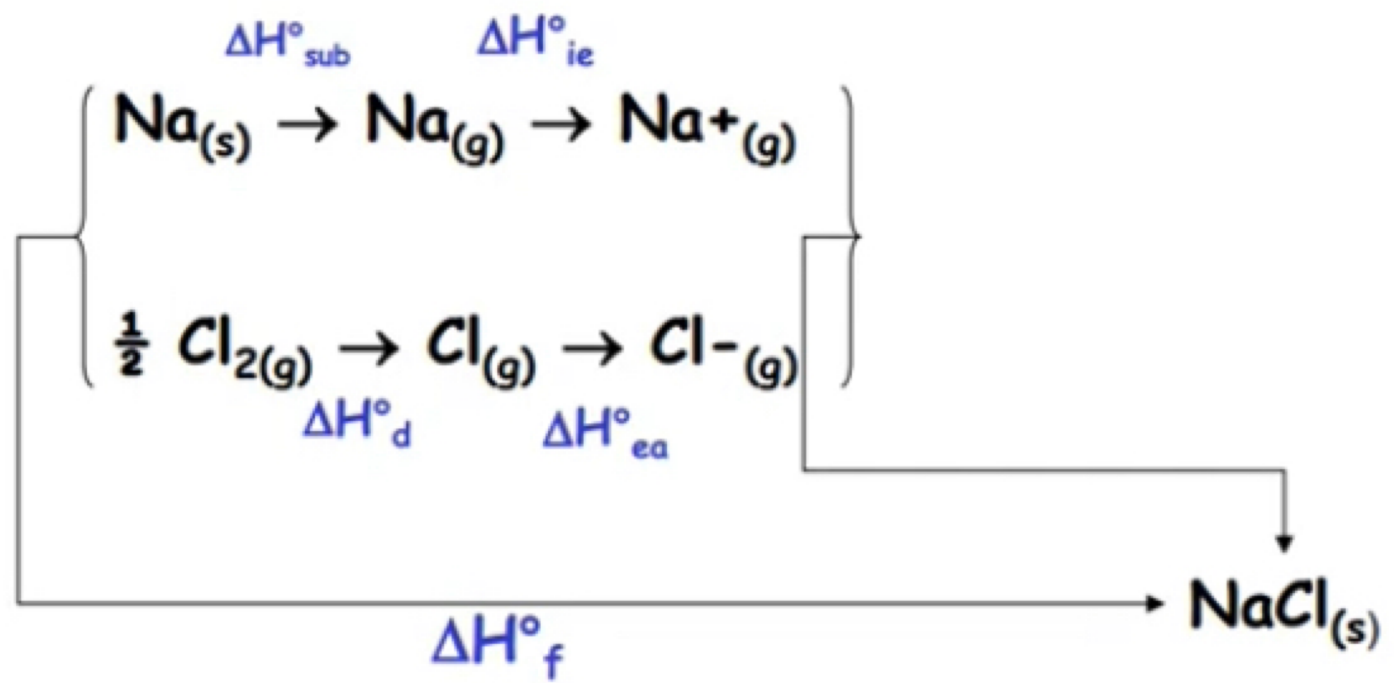 ΔH°sub ΔH°ie
Na(s) → Na(g) → Na+(g)
½ Cl2(g) → Cl(g) → Cl-(g)
ΔH°d ΔH°ea
NaCl(s)
ΔH°f